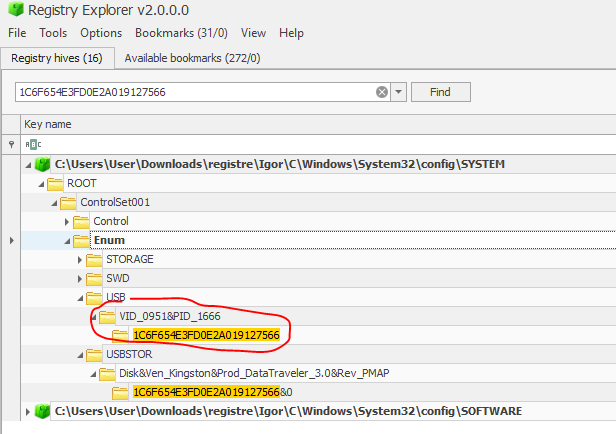 Registry Explorer v2.0.0.0
File Tools Options Bookmarks (31/0) View Help
Registry hives (16) Available bookmarks (272/0)
1C6F654E3FD0E2A019127566 Find
Key name
ABC
C:\Users\User\Downloads\registre\Igor\C\Windows\System32\config\SYSTEM
ROOT
ControlSet001
Control
Enum
STORAGE
SWD
USB
VID_0951&PID_1666
1C6F654E3FD0E2A019127566
USBSTOR
Disk&Ven_Kingston&Prod_DataTraveler_3.0&Rev_PMAP
1C6F654E3FD0E2A019127566&0
C:\Users\User\Downloads\registre\Igor\C\Windows\System32\config\SOFTWARE